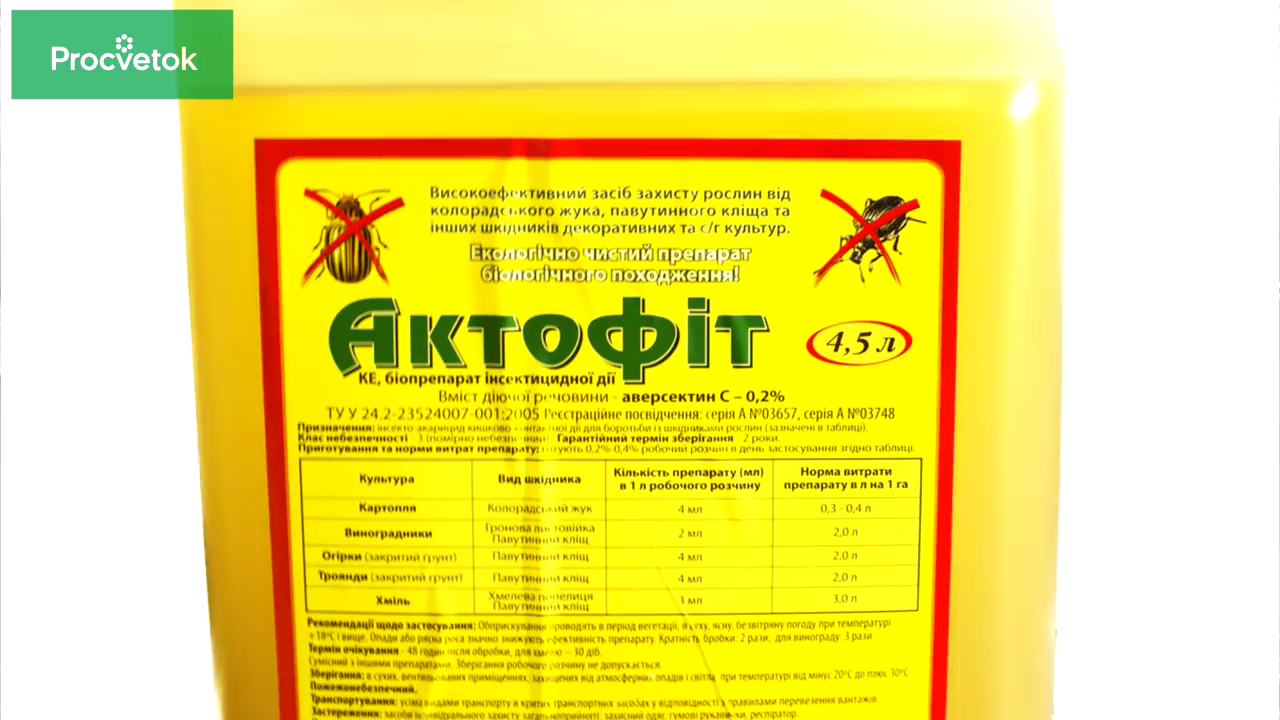 Procvetok
Високоефективний засіб захисту рослин від
колорадського жука, павутинного кліща та
інших шкідників декоративних та с/г культур.
Екологічно чистий препарат
біологічного походження!
Актофіт
4,5 л
КЕ, біопрепарат інсектицидної дії
Вміст діючої речовини - аверсектин С – 0,2%
ТУ У 24.2-23524007-001:2005 Реєстраційне посвідчення: серія А №03657, серія А №03748
Призначення: інсекто-акарицид кишково-контактної дії для боротьби із шкідниками рослин (зазначені в таблиці).
Клас небезпечності - 3 (помірно небезпечний) Гарантійний термін зберігання - 2 роки.
Приготування та норми витрат препарату: готують 0,2%-0,4% робочий розчин в день застосування згідно таблиці.
Культура Вид шкідника Кількість препарату (мл) Норма витрати
в 1 л робочого розчину препарату в л на 1 га
Картопля Колорадський жук 4 мл 0,3 - 0,4 л
Виноградники Гронова листовійка 2 мл 2,0 л
Павутинний кліщ
Огірки (закритий грунт) Павутинний кліщ 4 мл 2,0 л
Троянди (закритий грунт) Павутинний кліщ 4 мл 2,0 л
Хміль Хмелева попелиця 3 мл 3,0 л
Павутинний кліщ
Рекомендації щодо застосування: Обприскування проводять в період вегетації, в суху, ясну, безвітряну погоду при температурі
+18°С і вище. Опади або рясна роса значно знижують ефективність препарату. Кратність бробки: 2 рази; для винограду: 3 рази.
Термін очікування - 48 годин після обробки, для хмелю – 30 діб.
Сумісний з іншими препаратами. Зберігання робочого розчину не допускається.
Зберігання: в сухих, вентильованих приміщеннях, захищених від атмосферних опадів і світла, при температурі від мінус 20°С до плюс 30°С.
Пожежонебезпечний.
Транспортування: усіма видами транспорту в критих транспортних засобах у відповідності з правилами перевезення вантажів.
Застереження: засоби індивідуального захисту загальноприйняті: захисний одяг, гумові рукавички, респіратор.